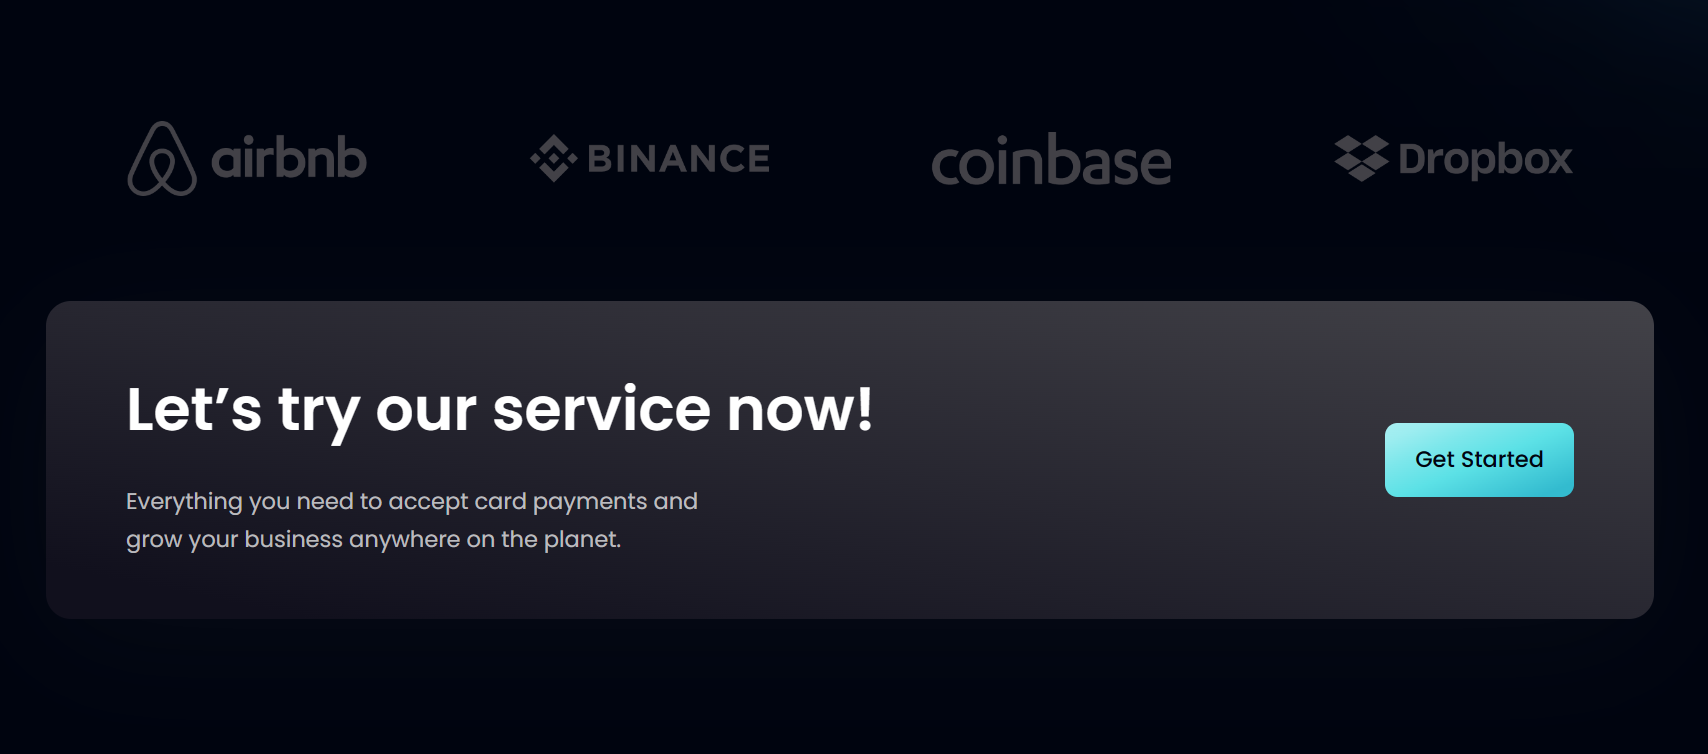 airbnb BINANCE coinbase Dropbox
Let’s try our service now!
Get Started
Everything you need to accept card payments and
grow your business anywhere on the planet.